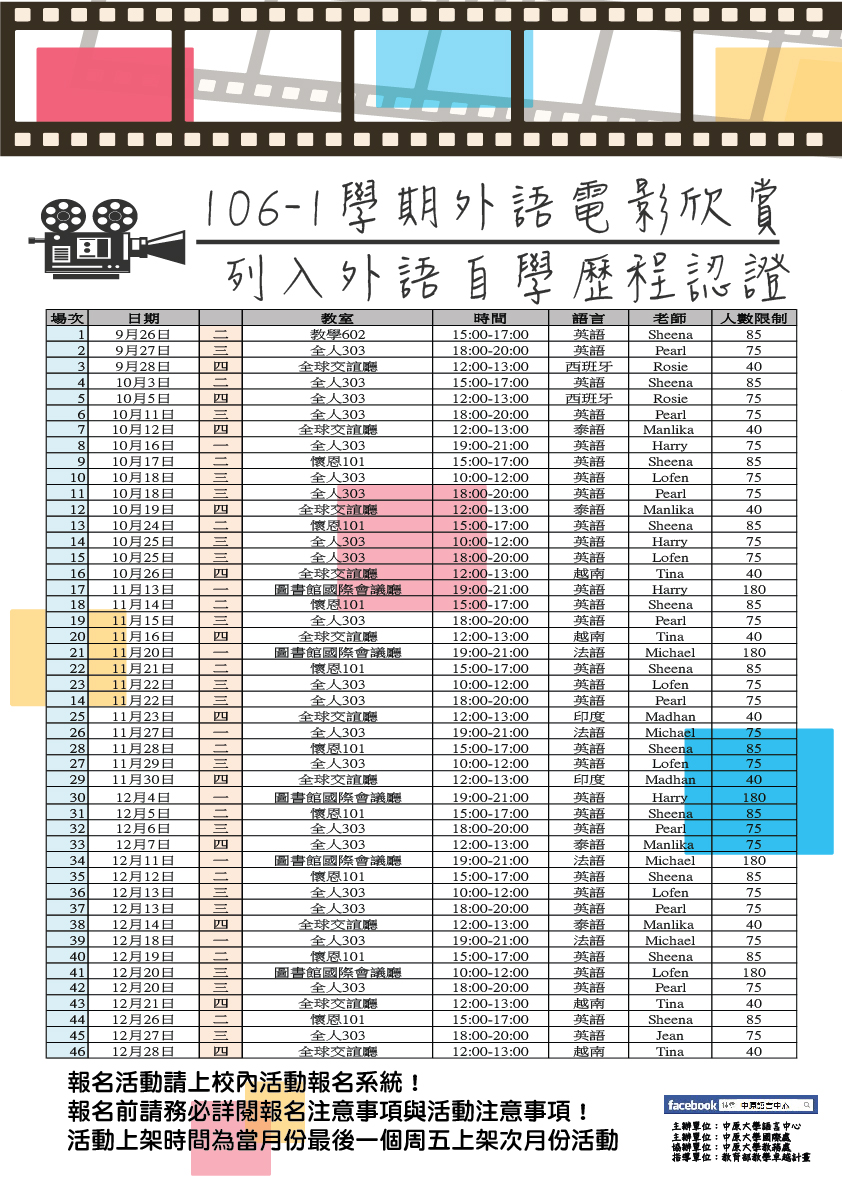 106-1學期外語電影欣賞
列入外語自學歷程認證
場次 日期 教室 時間 語言 老師 人數限制
1 9月26日 二 教學602 15:00-17:00 英語 Sheena 85
2 9月27日 三 全人303 18:00-20:00 英語 Pearl 75
3 9月28日 四 全球交誼廳 12:00-13:00 西班牙 Rosie 40
4 10月3日 二 全人303 15:00-17:00 英語 Sheena 85
5 10月5日 四 全人303 12:00-13:00 西班牙 Rosie 75
6 10月11日 三 全人303 18:00-20:00 英語 Pearl 75
7 10月12日 四 全球交誼廳 12:00-13:00 泰語 Manlika 40
8 10月16日 一 全人303 19:00-21:00 英語 Harry 75
9 10月17日 二 懷恩101 15:00-17:00 英語 Sheena 85
10 10月18日 三 全人303 10:00-12:00 英語 Lofen 75
11 10月18日 三 全人303 18:00-20:00 英語 Pearl 75
12 10月19日 四 全球交誼廳 12:00-13:00 泰語 Manlika 40
13 10月24日 二 懷恩101 15:00-17:00 英語 Sheena 85
14 10月25日 三 全人303 10:00-12:00 英語 Harry 75
15 10月25日 三 全人303 18:00-20:00 英語 Lofen 75
16 10月26日 四 全球交誼廳 12:00-13:00 越南 Tina 40
17 11月13日 一 圖書館國際會議廳 19:00-21:00 英語 Harry 180
18 11月14日 二 懷恩101 15:00-17:00 英語 Sheena 85
19 11月15日 三 全人303 18:00-20:00 英語 Pearl 75
20 11月16日 四 全球交誼廳 12:00-13:00 越南 Tina 40
21 11月20日 一 圖書館國際會議廳 19:00-21:00 法語 Michael 180
22 11月21日 二 懷恩101 15:00-17:00 英語 Sheena 85
23 11月22日 三 全人303 10:00-12:00 英語 Lofen 75
14 11月22日 三 全人303 18:00-20:00 英語 Pearl 75
25 11月23日 四 全球交誼廳 12:00-13:00 印度 Madhan 40
26 11月27日 一 全人303 19:00-21:00 法語 Michael 75
28 11月28日 二 懷恩101 15:00-17:00 英語 Sheena 85
27 11月29日 三 全人303 10:00-12:00 英語 Lofen 75
29 11月30日 四 全球交誼廳 12:00-13:00 印度 Madhan 40
30 12月4日 一 圖書館國際會議廳 19:00-21:00 英語 Harry 180
31 12月5日 二 懷恩101 15:00-17:00 英語 Sheena 85
32 12月6日 三 全人303 18:00-20:00 英語 Pearl 75
33 12月7日 四 全人303 12:00-13:00 泰語 Manlika 75
34 12月11日 一 圖書館國際會議廳 19:00-21:00 法語 Michael 180
35 12月12日 二 懷恩101 15:00-17:00 英語 Sheena 85
36 12月13日 三 全人303 10:00-12:00 英語 Lofen 75
37 12月13日 三 全人303 18:00-20:00 英語 Pearl 75
38 12月14日 四 全球交誼廳 12:00-13:00 泰語 Manlika 40
39 12月18日 一 全人303 19:00-21:00 法語 Michael 75
40 12月19日 二 懷恩101 15:00-17:00 英語 Sheena 85
41 12月20日 三 圖書館國際會議廳 10:00-12:00 英語 Lofen 180
42 12月20日 三 全人303 18:00-20:00 英語 Pearl 75
43 12月21日 四 全球交誼廳 12:00-13:00 越南 Tina 40
44 12月26日 二 懷恩101 15:00-17:00 英語 Sheena 85
45 12月27日 三 全人303 18:00-20:00 英語 Jean 75
46 12月28日 四 全球交誼廳 12:00-13:00 越南 Tina 40
報名活動請上校內活動報名系統！
報名前請務必詳閱報名注意事項與活動注意事項！
活動上架時間為當月份最後一個周五上架次月份活動
facebook 中原語言中心
主辦單位：中原大學語言中心
主辦單位：中原大學國際處
協辦單位：中原大學教務處
指導單位：教育部教學卓越計畫